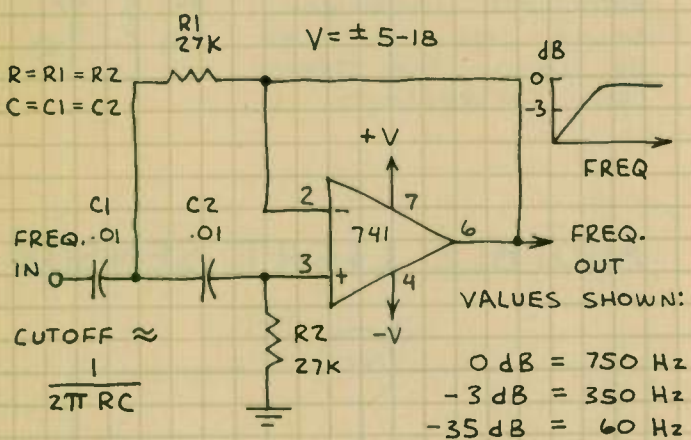 R1
27K
V = ± 5-18
R = R1 = R2
C = C1 = C2
dB
0
-3
FREQ
+V
C1
.01
C2
.01
2
-
7
741
6
3
+
4
-V
FREQ.
IN
FREQ.
OUT
R2
27K
CUTOFF ≈
1
2π RC
VALUES SHOWN:
0 dB = 750 Hz
-3 dB = 350 Hz
-35 dB = 60 Hz